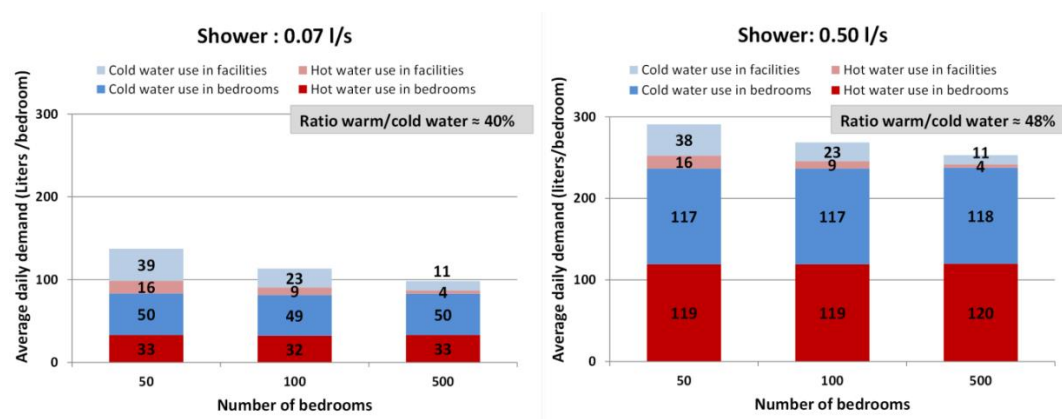 Shower : 0.07 l/s
Cold water use in facilities
Hot water use in facilities
Cold water use in bedrooms
Hot water use in bedrooms
Ratio warm/cold water ≈ 40%
Average daily demand (Liters /bedroom)
300
200
100
0
39
16
50
33
23
9
49
32
11
4
50
33
50
100
500
Number of bedrooms
Shower: 0.50 l/s
Cold water use in facilities
Hot water use in facilities
Cold water use in bedrooms
Hot water use in bedrooms
Ratio warm/cold water ≈ 48%
Average daily demand (liters/bedroom)
300
200
100
0
38
16
117
119
23
9
117
119
11
4
118
120
50
100
500
Number of bedrooms